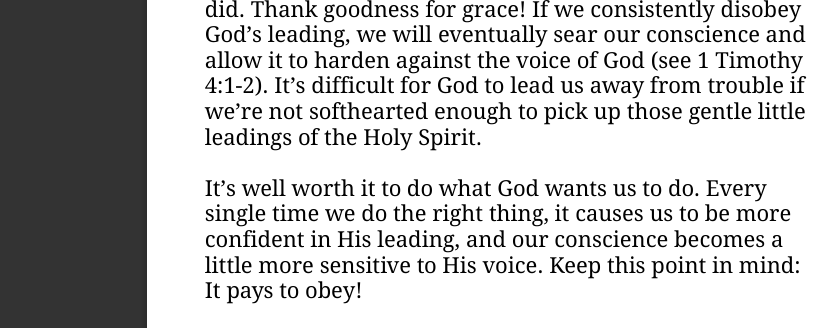 did. Thank goodness for grace! If we consistently disobey
God’s leading, we will eventually sear our conscience and
allow it to harden against the voice of God (see 1 Timothy
4:1-2). It’s difficult for God to lead us away from trouble if
we’re not softhearted enough to pick up those gentle little
leadings of the Holy Spirit.
It’s well worth it to do what God wants us to do. Every
single time we do the right thing, it causes us to be more
confident in His leading, and our conscience becomes a
little more sensitive to His voice. Keep this point in mind:
It pays to obey!